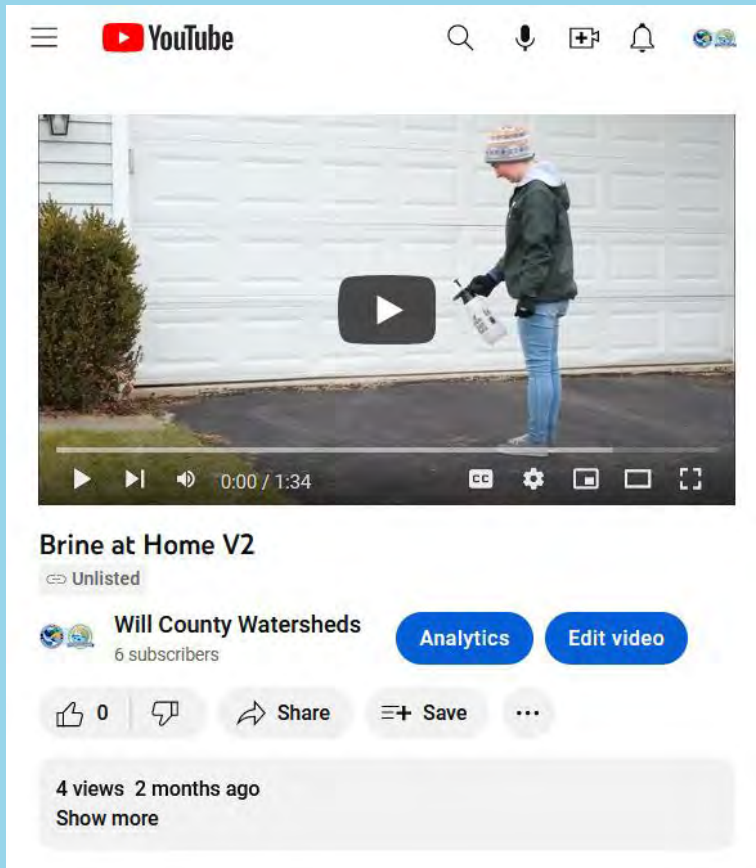 YouTube
0:00 / 1:34
CC
Brine at Home V2
Unlisted
Will County Watersheds
6 subscribers
Analytics
Edit video
0
Share
Save
4 views 2 months ago
Show more